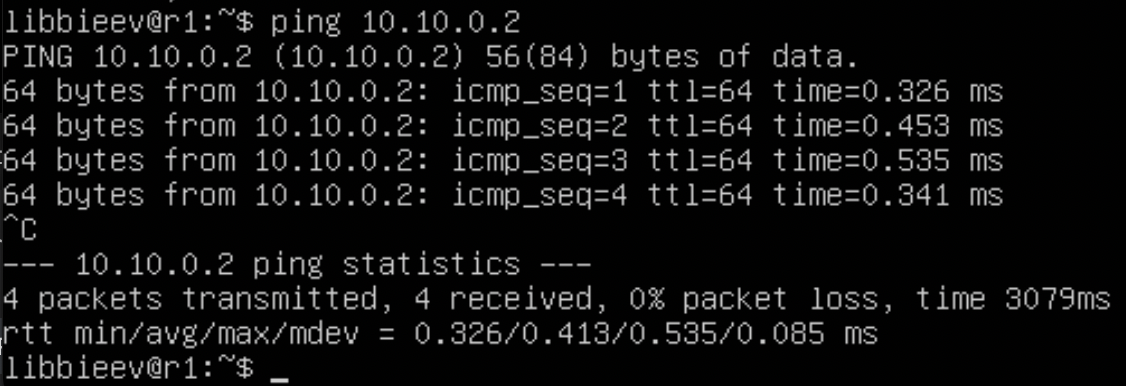 libbieev@r1:~$ ping 10.10.0.2
PING 10.10.0.2 (10.10.0.2) 56(84) bytes of data.
64 bytes from 10.10.0.2: icmp_seq=1 ttl=64 time=0.326 ms
64 bytes from 10.10.0.2: icmp_seq=2 ttl=64 time=0.453 ms
64 bytes from 10.10.0.2: icmp_seq=3 ttl=64 time=0.535 ms
64 bytes from 10.10.0.2: icmp_seq=4 ttl=64 time=0.341 ms
^C
--- 10.10.0.2 ping statistics ---
4 packets transmitted, 4 received, 0% packet loss, time 3079ms
rtt min/avg/max/mdev = 0.326/0.413/0.535/0.085 ms
libbieev@r1:~$ _